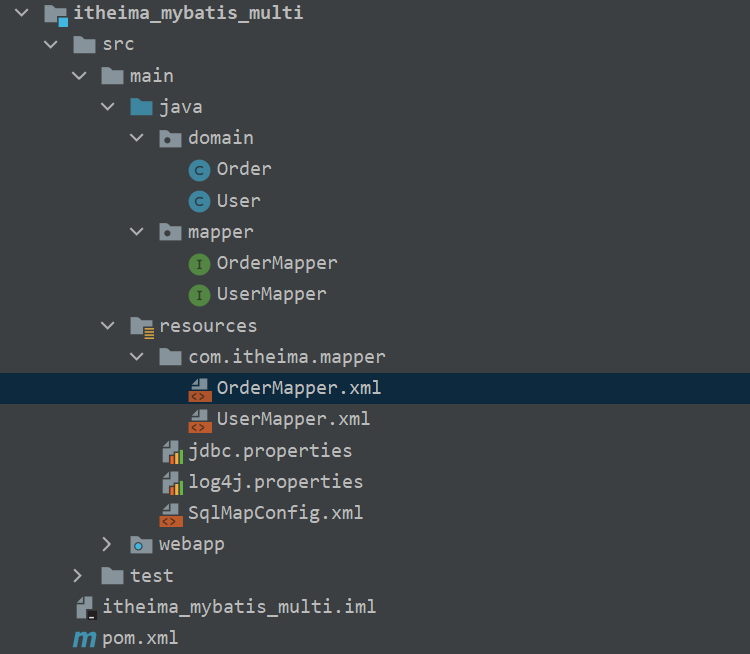 itheima_mybatis_multi
src
main
java
domain
Order
User
mapper
OrderMapper
UserMapper
resources
com.itheima.mapper
OrderMapper.xml
UserMapper.xml
jdbc.properties
log4j.properties
SqlMapConfig.xml
webapp
test
itheima_mybatis_multi.iml
pom.xml